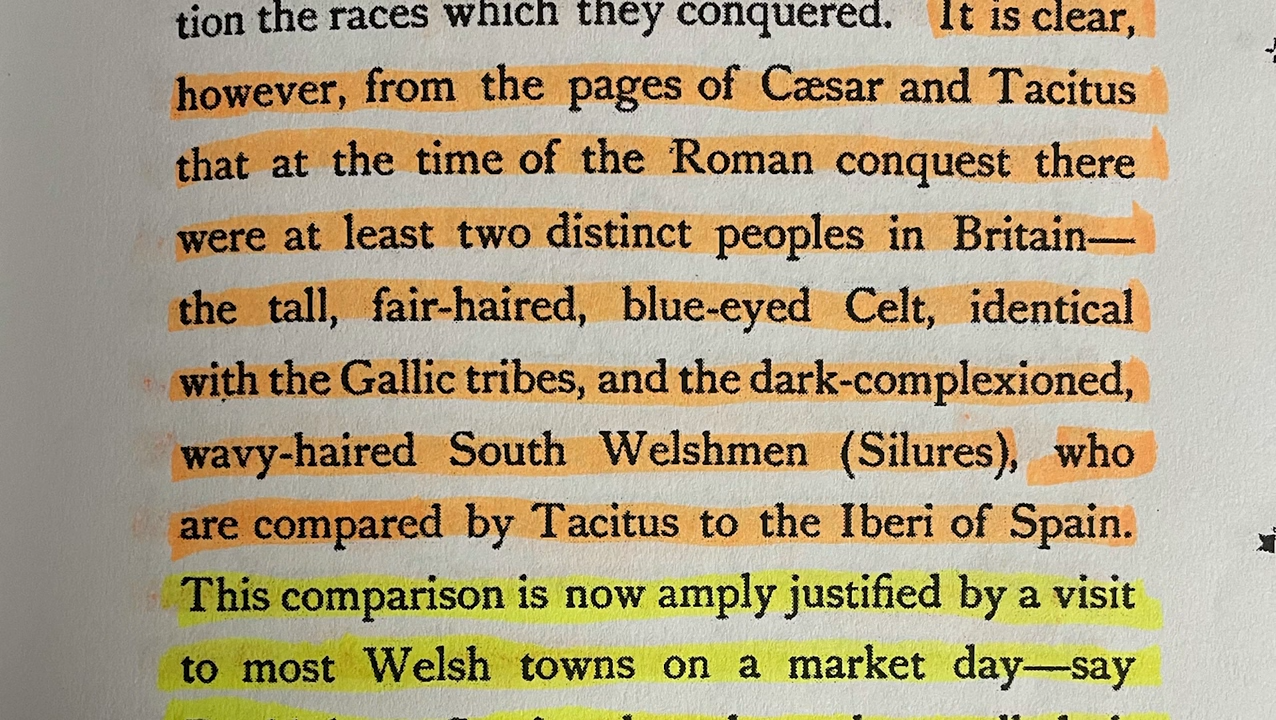 tion the races which they conquered. It is clear,
however, from the pages of Cæsar and Tacitus
that at the time of the Roman conquest there
were at least two distinct peoples in Britain—
the tall, fair-haired, blue-eyed Celt, identical
with the Gallic tribes, and the dark-complexioned,
wavy-haired South Welshmen (Silures), who
are compared by Tacitus to the Iberi of Spain.
This comparison is now amply justified by a visit
to most Welsh towns on a market day—say